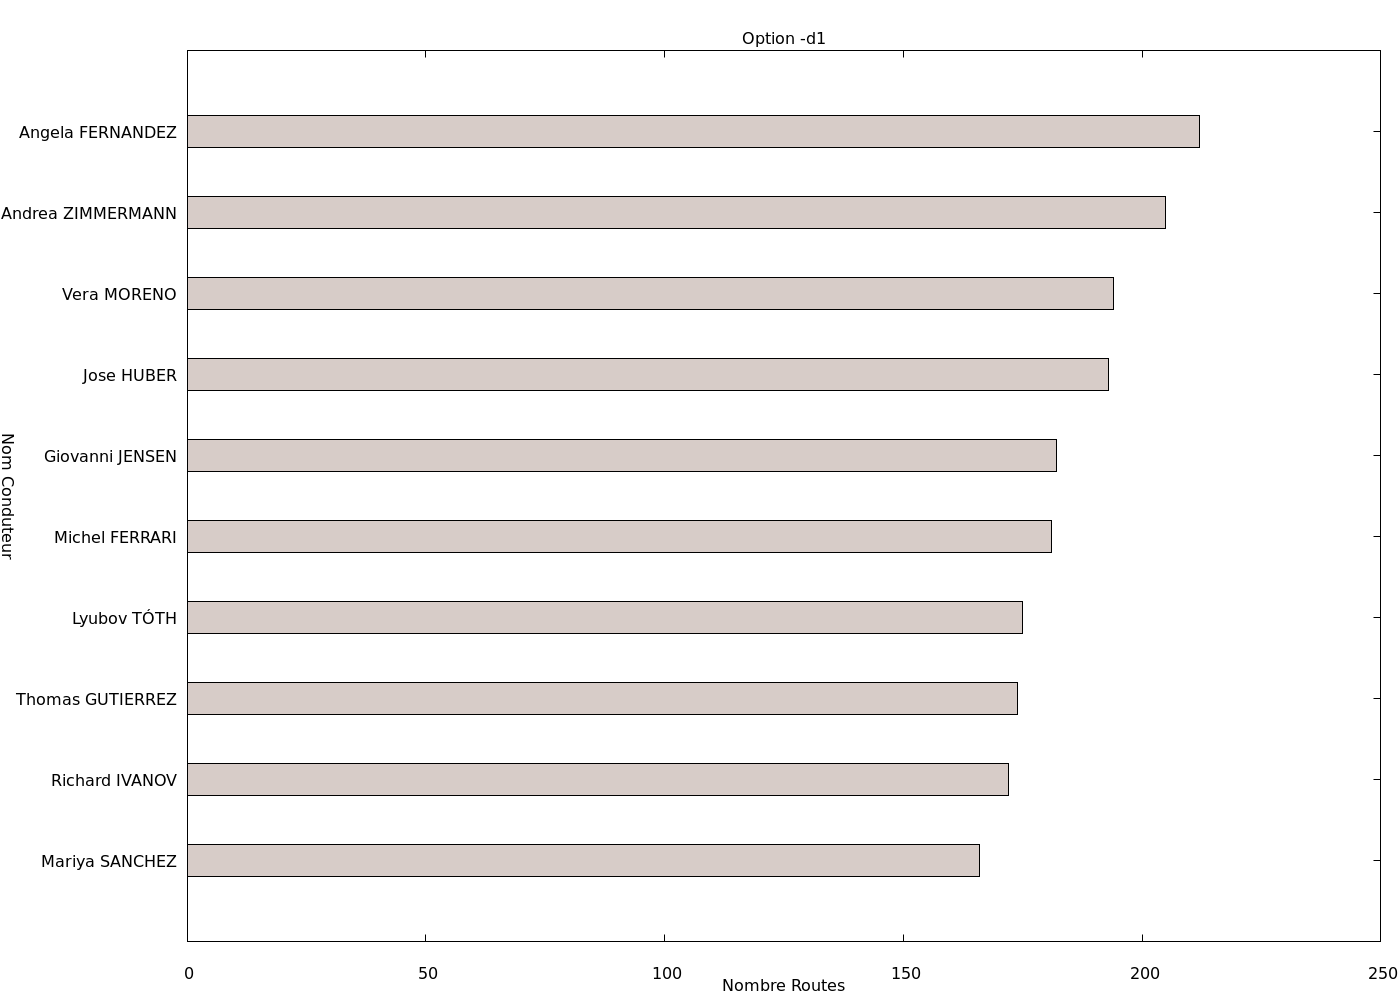 Option -d1
Angela FERNANDEZ
Andrea ZIMMERMANN
Vera MORENO
Jose HUBER
Giovanni JENSEN
Michel FERRARI
Lyubov TÓTH
Thomas GUTIERREZ
Richard IVANOV
Mariya SANCHEZ
Nom Conduteur
0 50 100 150 200 250
Nombre Routes